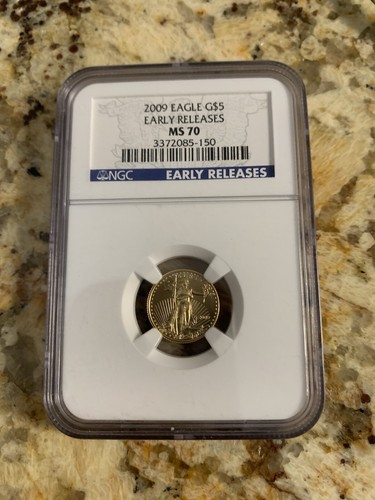 2009 EAGLE G$5
EARLY RELEASES
MS 70
3372085-150
NGC EARLY RELEASES